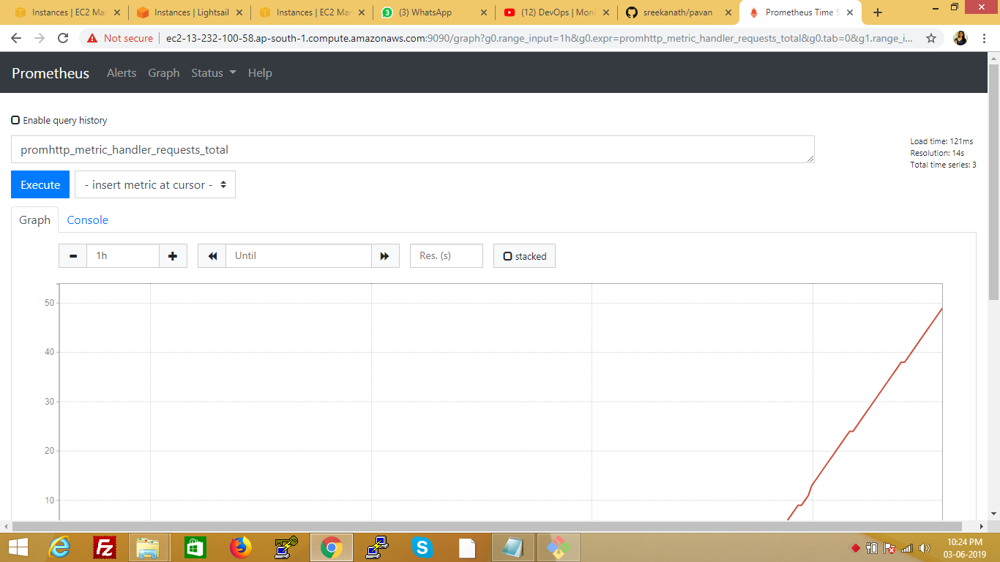 Instances | EC2 Mar
Instances | Lightsail
Instances | EC2 Mar
(3) WhatsApp
(12) DevOps | Moni
sreekanath/pavan
Prometheus Time S
Not secure
ec2-13-232-100-58.ap-south-1.compute.amazonaws.com:9090/graph?g0.range_input=1h&g0.expr=promhttp_metric_handler_requests_total&g0.tab=0&g1.range_i...
Prometheus Alerts Graph Status Help
Enable query history
promhttp_metric_handler_requests_total
Load time: 121ms
Resolution: 14s
Total time series: 3
Execute
- insert metric at cursor -
Graph Console
1h
Until
Res. (s)
stacked
50
40
30
20
10
10:24 PM
03-06-2019